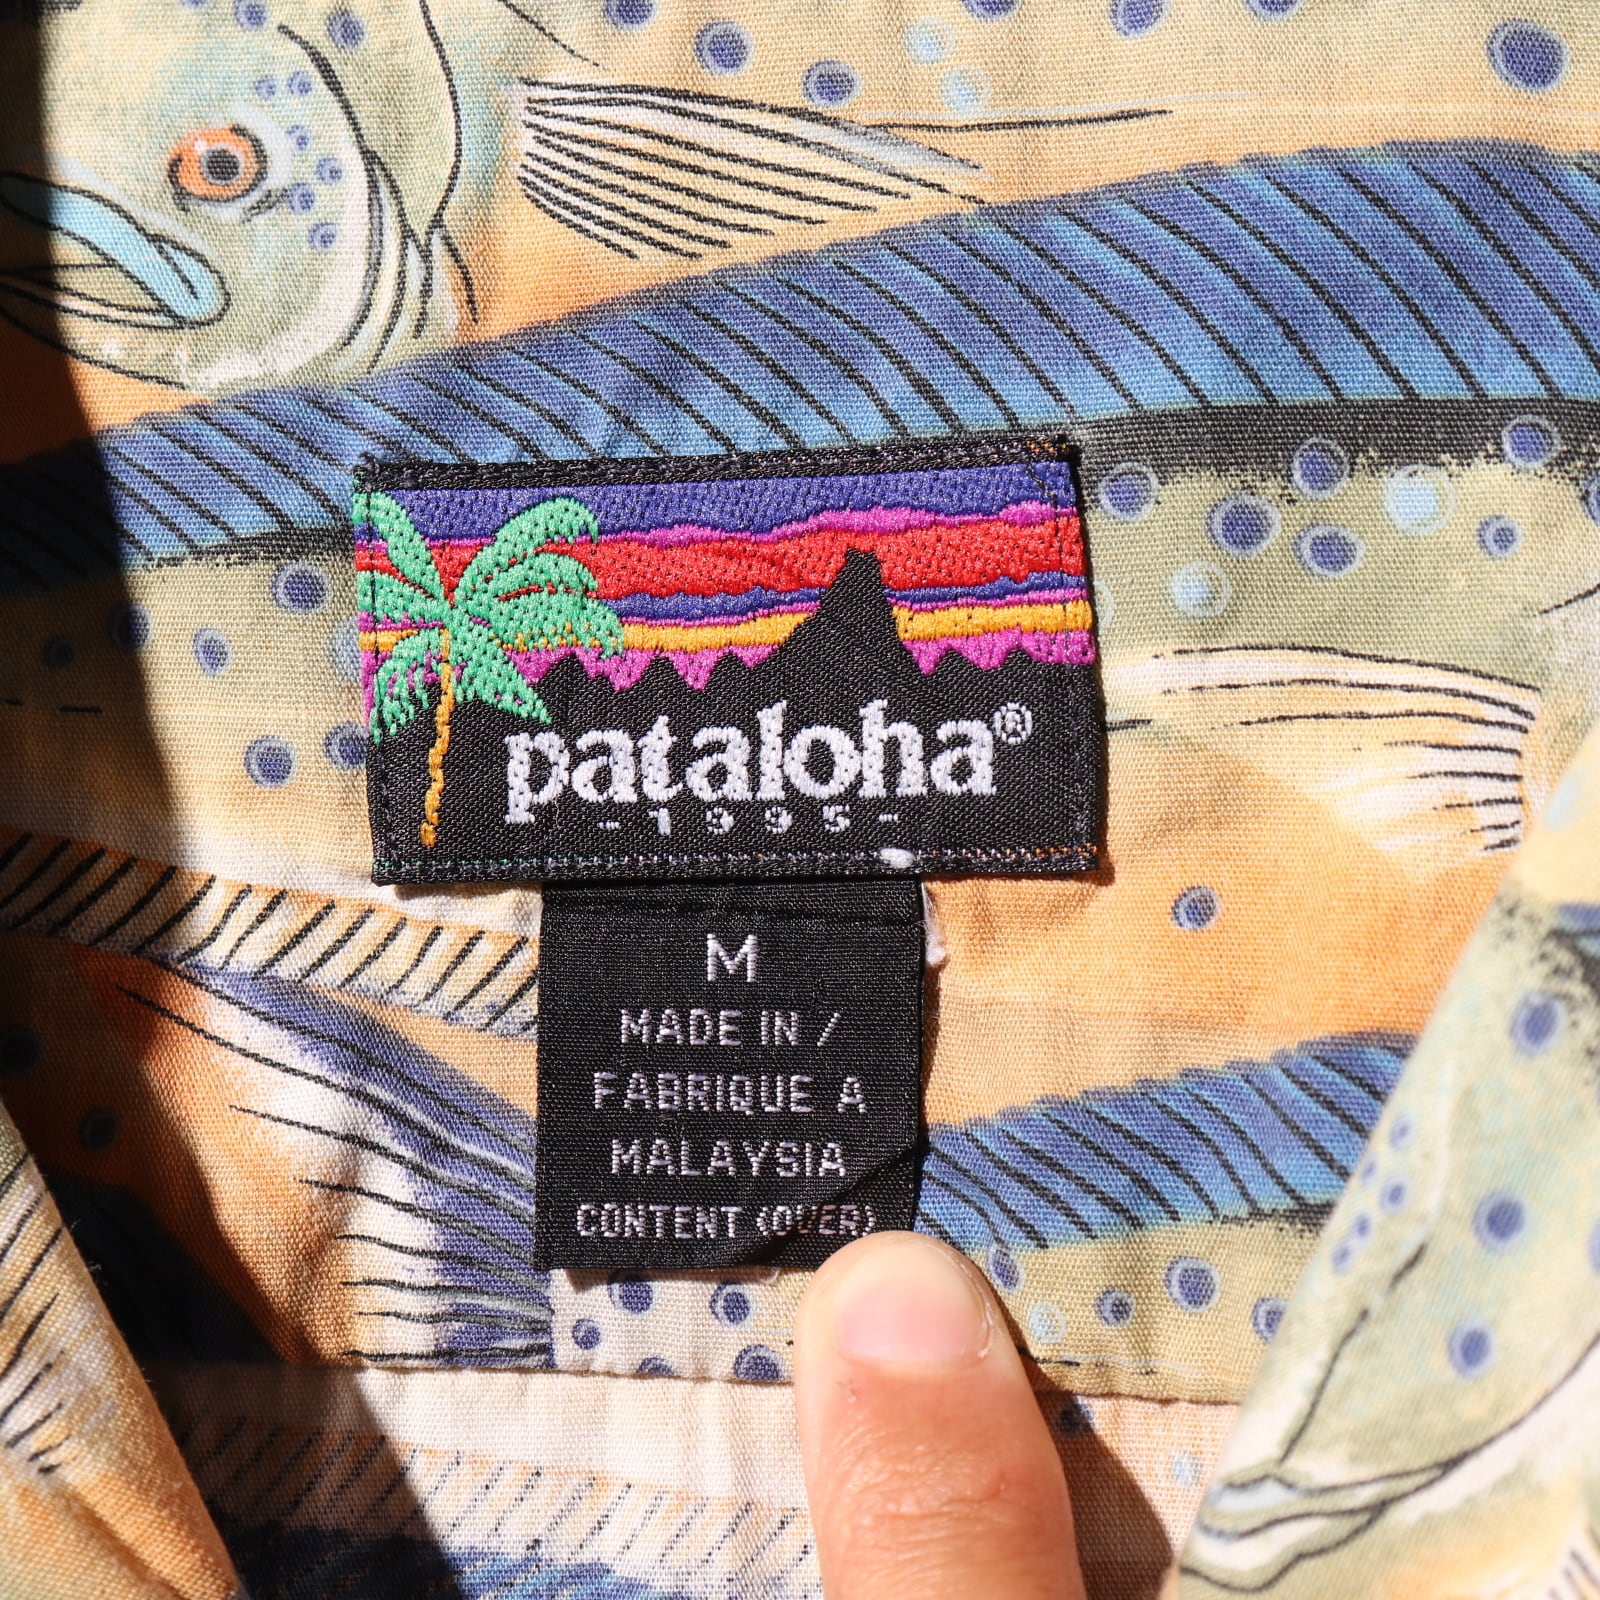 pataloha®
-1995-
M
MADE IN /
FABRIQUE A
MALAYSIA
CONTENT (OVER)